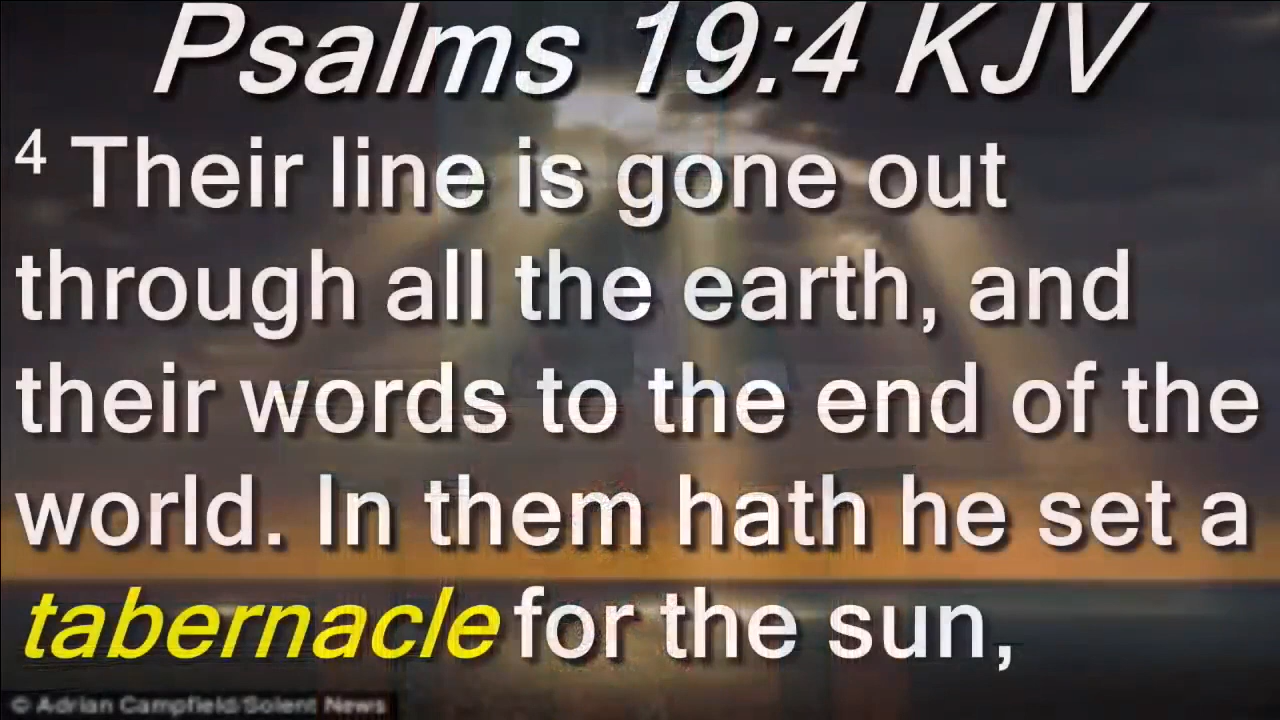 Psalms 19:4 KJV
4 Their line is gone out
through all the earth, and
their words to the end of the
world. In them hath he set a
tabernacle for the sun,
© Adrian Campfield/Solent News